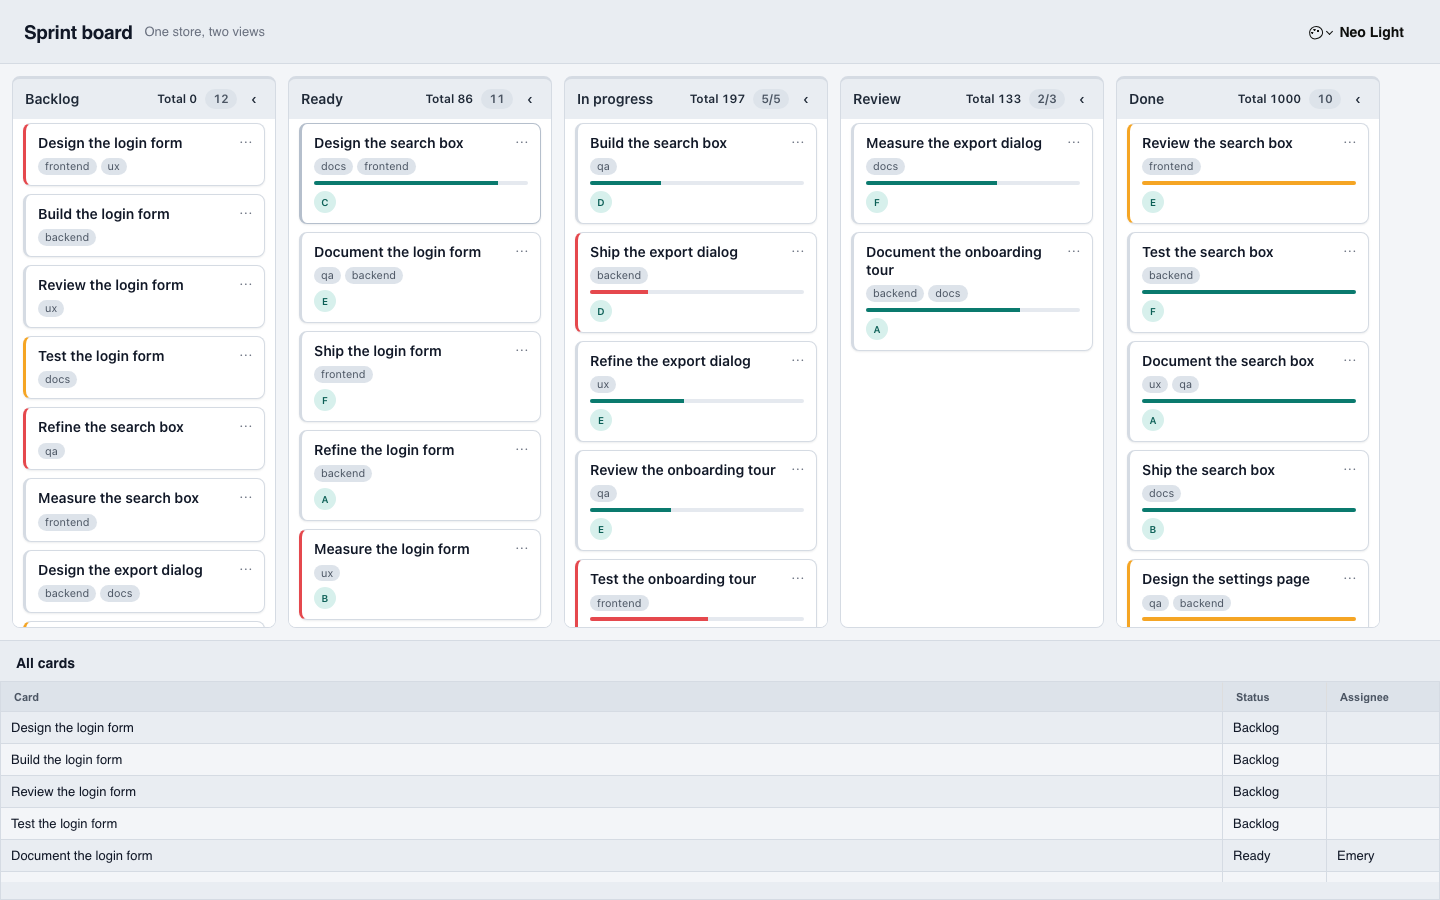 Sprint board One store, two views Neo Light
Backlog Total 0 12 ‹
Design the login form ...
frontend ux
Build the login form ...
backend
Review the login form ...
ux
Test the login form ...
docs
Refine the search box ...
qa
Measure the search box ...
frontend
Design the export dialog ...
backend docs
Ready Total 86 11 ‹
Design the search box ...
docs frontend
C
Document the login form ...
qa backend
E
Ship the login form ...
frontend
F
Refine the login form ...
backend
A
Measure the login form ...
ux
B
In progress Total 197 5/5 ‹
Build the search box ...
qa
D
Ship the export dialog ...
backend
D
Refine the export dialog ...
ux
E
Review the onboarding tour ...
qa
E
Test the onboarding tour ...
frontend
Review Total 133 2/3 ‹
Measure the export dialog ...
docs
F
Document the onboarding ...
tour
backend docs
A
Done Total 1000 10 ‹
Review the search box ...
frontend
E
Test the search box ...
backend
F
Document the search box ...
ux qa
A
Ship the search box ...
docs
B
Design the settings page ...
qa backend
All cards
Card Status Assignee
Design the login form Backlog
Build the login form Backlog
Review the login form Backlog
Test the login form Backlog
Document the login form Ready Emery